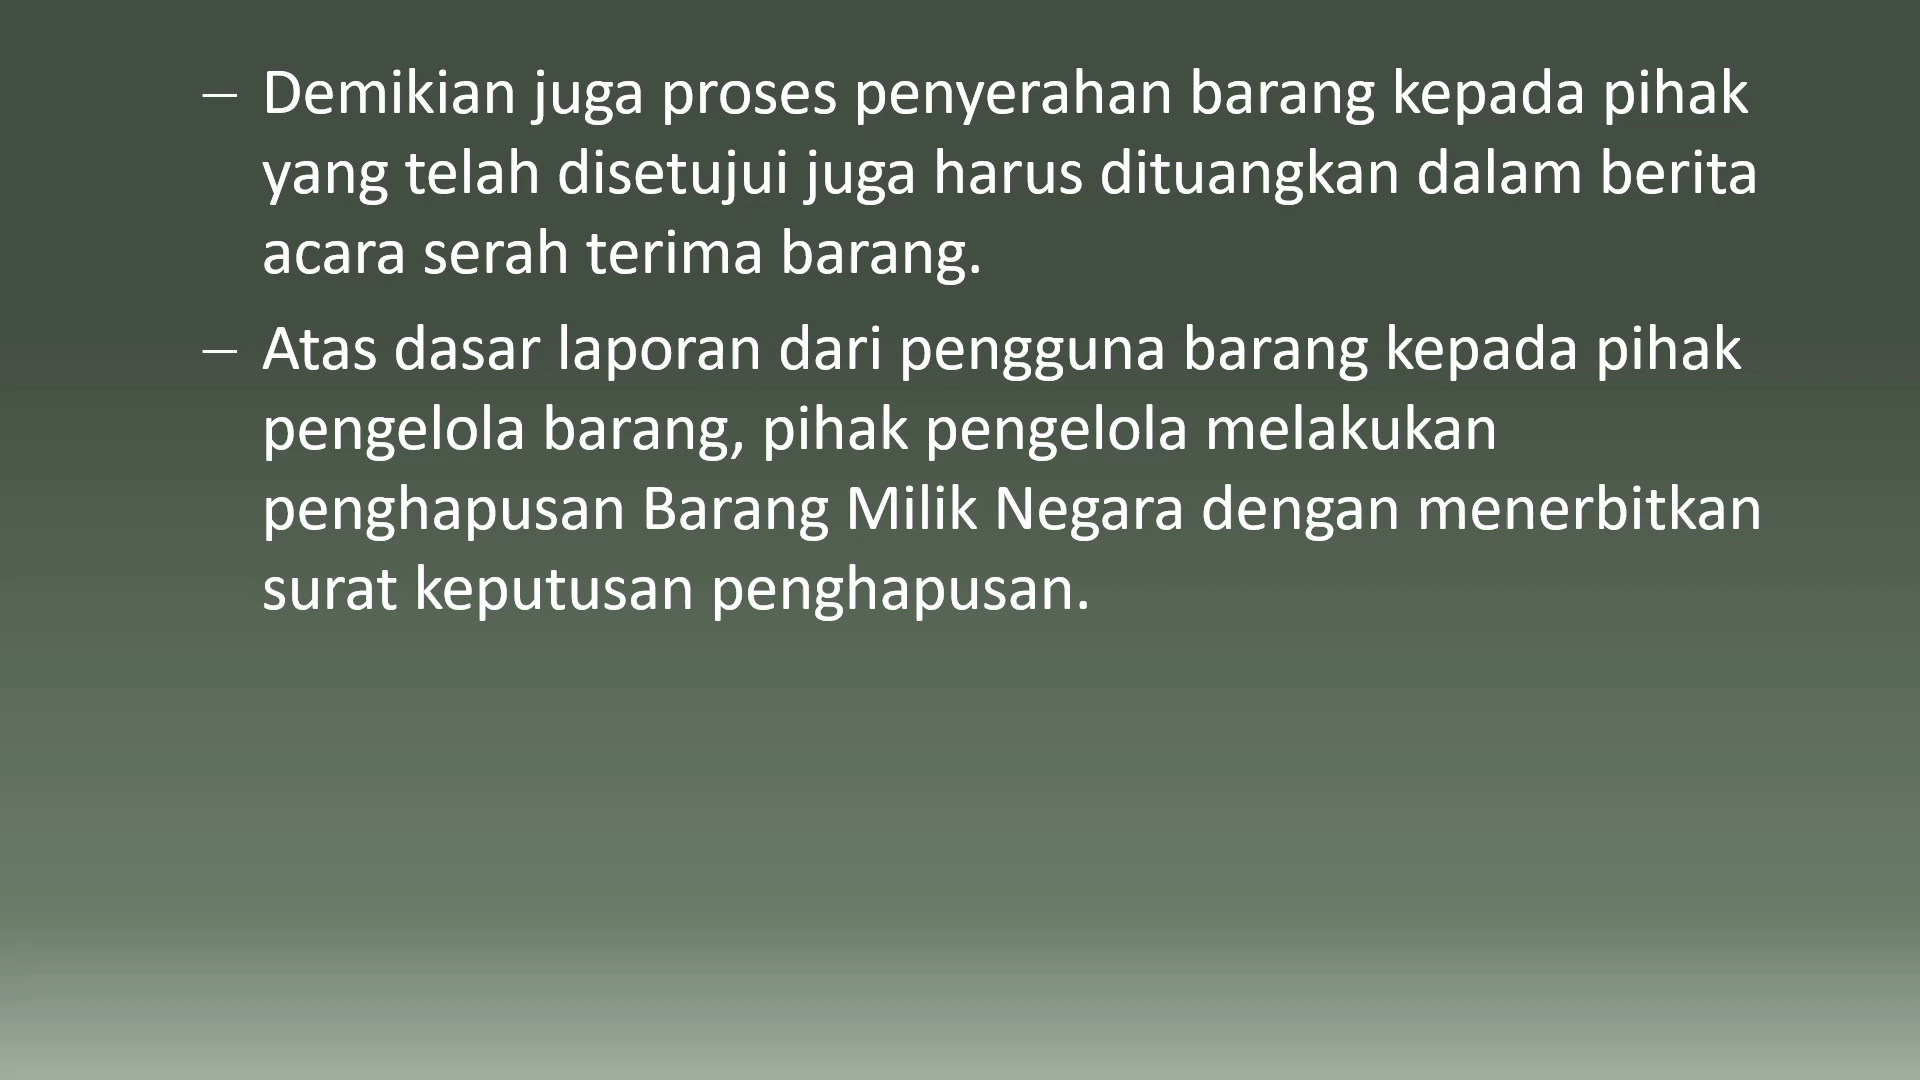 – Demikian juga proses penyerahan barang kepada pihak
yang telah disetujui juga harus dituangkan dalam berita
acara serah terima barang.
– Atas dasar laporan dari pengguna barang kepada pihak
pengelola barang, pihak pengelola melakukan
penghapusan Barang Milik Negara dengan menerbitkan
surat keputusan penghapusan.